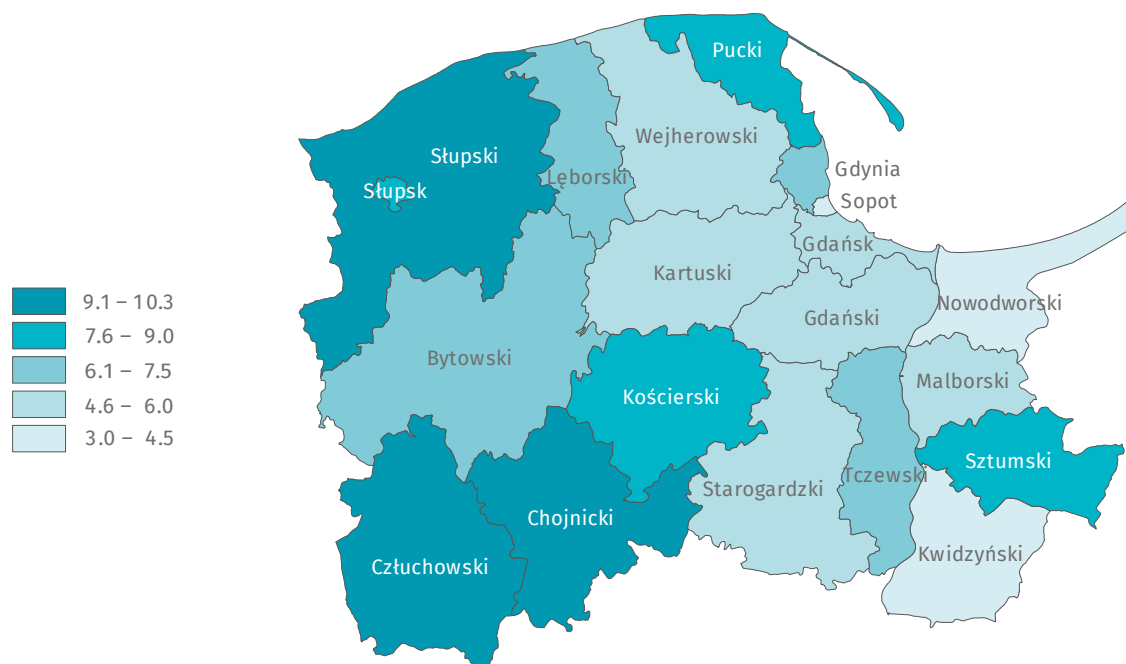 Pucki
Wejherowski
Słupski
Gdynia
Lęborski
Słupsk
Sopot
Gdańsk
Kartuski
9.1 – 10.3
Nowodworski
Gdański
7.6 – 9.0
Bytowski
6.1 – 7.5
Malborski
Kościerski
4.6 – 6.0
3.0 – 4.5
Sztumski
Tczewski
Starogardzki
Chojnicki
Kwidzyński
Człuchowski